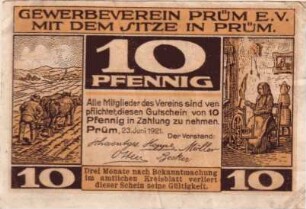 GEWERBEVEREIN PRÜM E.V.
MIT DEM SITZE IN PRÜM.
10
PFENNIG
Alle Mitglieder des Vereins sind ver-
pflichtet, diesen Gutschein von 10
Pfennig in Zahlung zu nehmen.
Prüm, 23. Juni 1921.
Der Vorstand:
Müller
Drei Monate nach Bekanntmachung
im amtlichen Kreisblatt verliert
dieser Schein seine Gültigkeit.
10
10